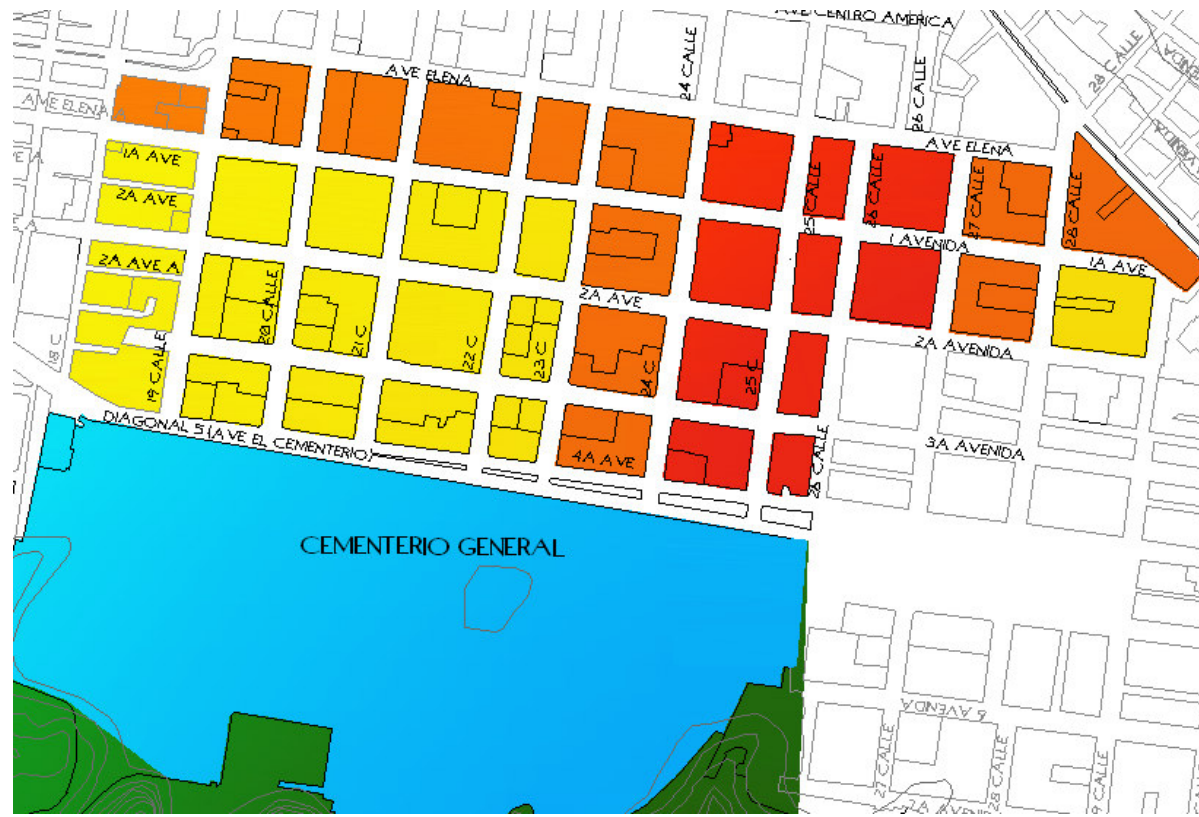 AVE CENTRO AMERICA
24 CALLE
26 CALLE
28 CALLE
AVENIDA
AVENIDA
AVE ELENA
AVE ELENA A
AVE ELENA
1A AVE
2A AVE
2A AVE A
25 CALLE
26 CALLE
27 CALLE
28 CALLE
1 AVENIDA
1A AVE
2A AVE
2A AVENIDA
18 C
19 CALLE
20 CALLE
21 C
22 C
23 C
24 C
25 C
26 CALLE
DIAGONAL 5 (AVE EL CEMENTERIO)
4A AVE
3A AVENIDA
CEMENTERIO GENERAL
6 AVENIDA
27 CALLE
28 CALLE